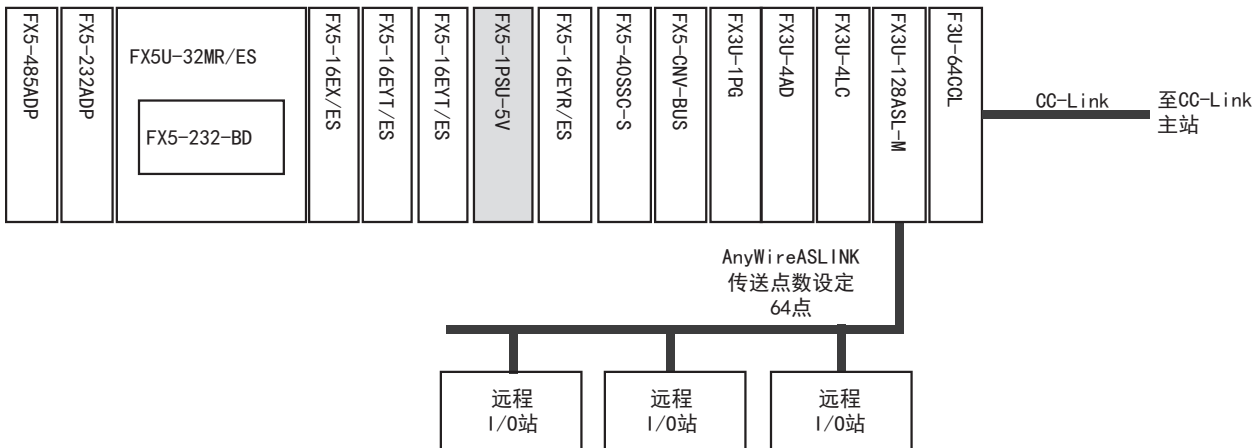 FX5-485ADP
FX5-232ADP
FX5U-32MR/ES
FX5-232-BD
FX5-16EX/ES
FX5-16EYT/ES
FX5-16EYT/ES
FX5-1PSU-5V
FX5-16EYR/ES
FX5-40SSC-S
FX5-CNV-BUS
FX3U-1PG
FX3U-4AD
FX3U-4LC
FX3U-128ASL-M
F3U-64CCL
CC-Link
至CC-Link
主站
AnyWireASLINK
传送点数设定
64点
远程
I/O站
远程
I/O站
远程
I/O站